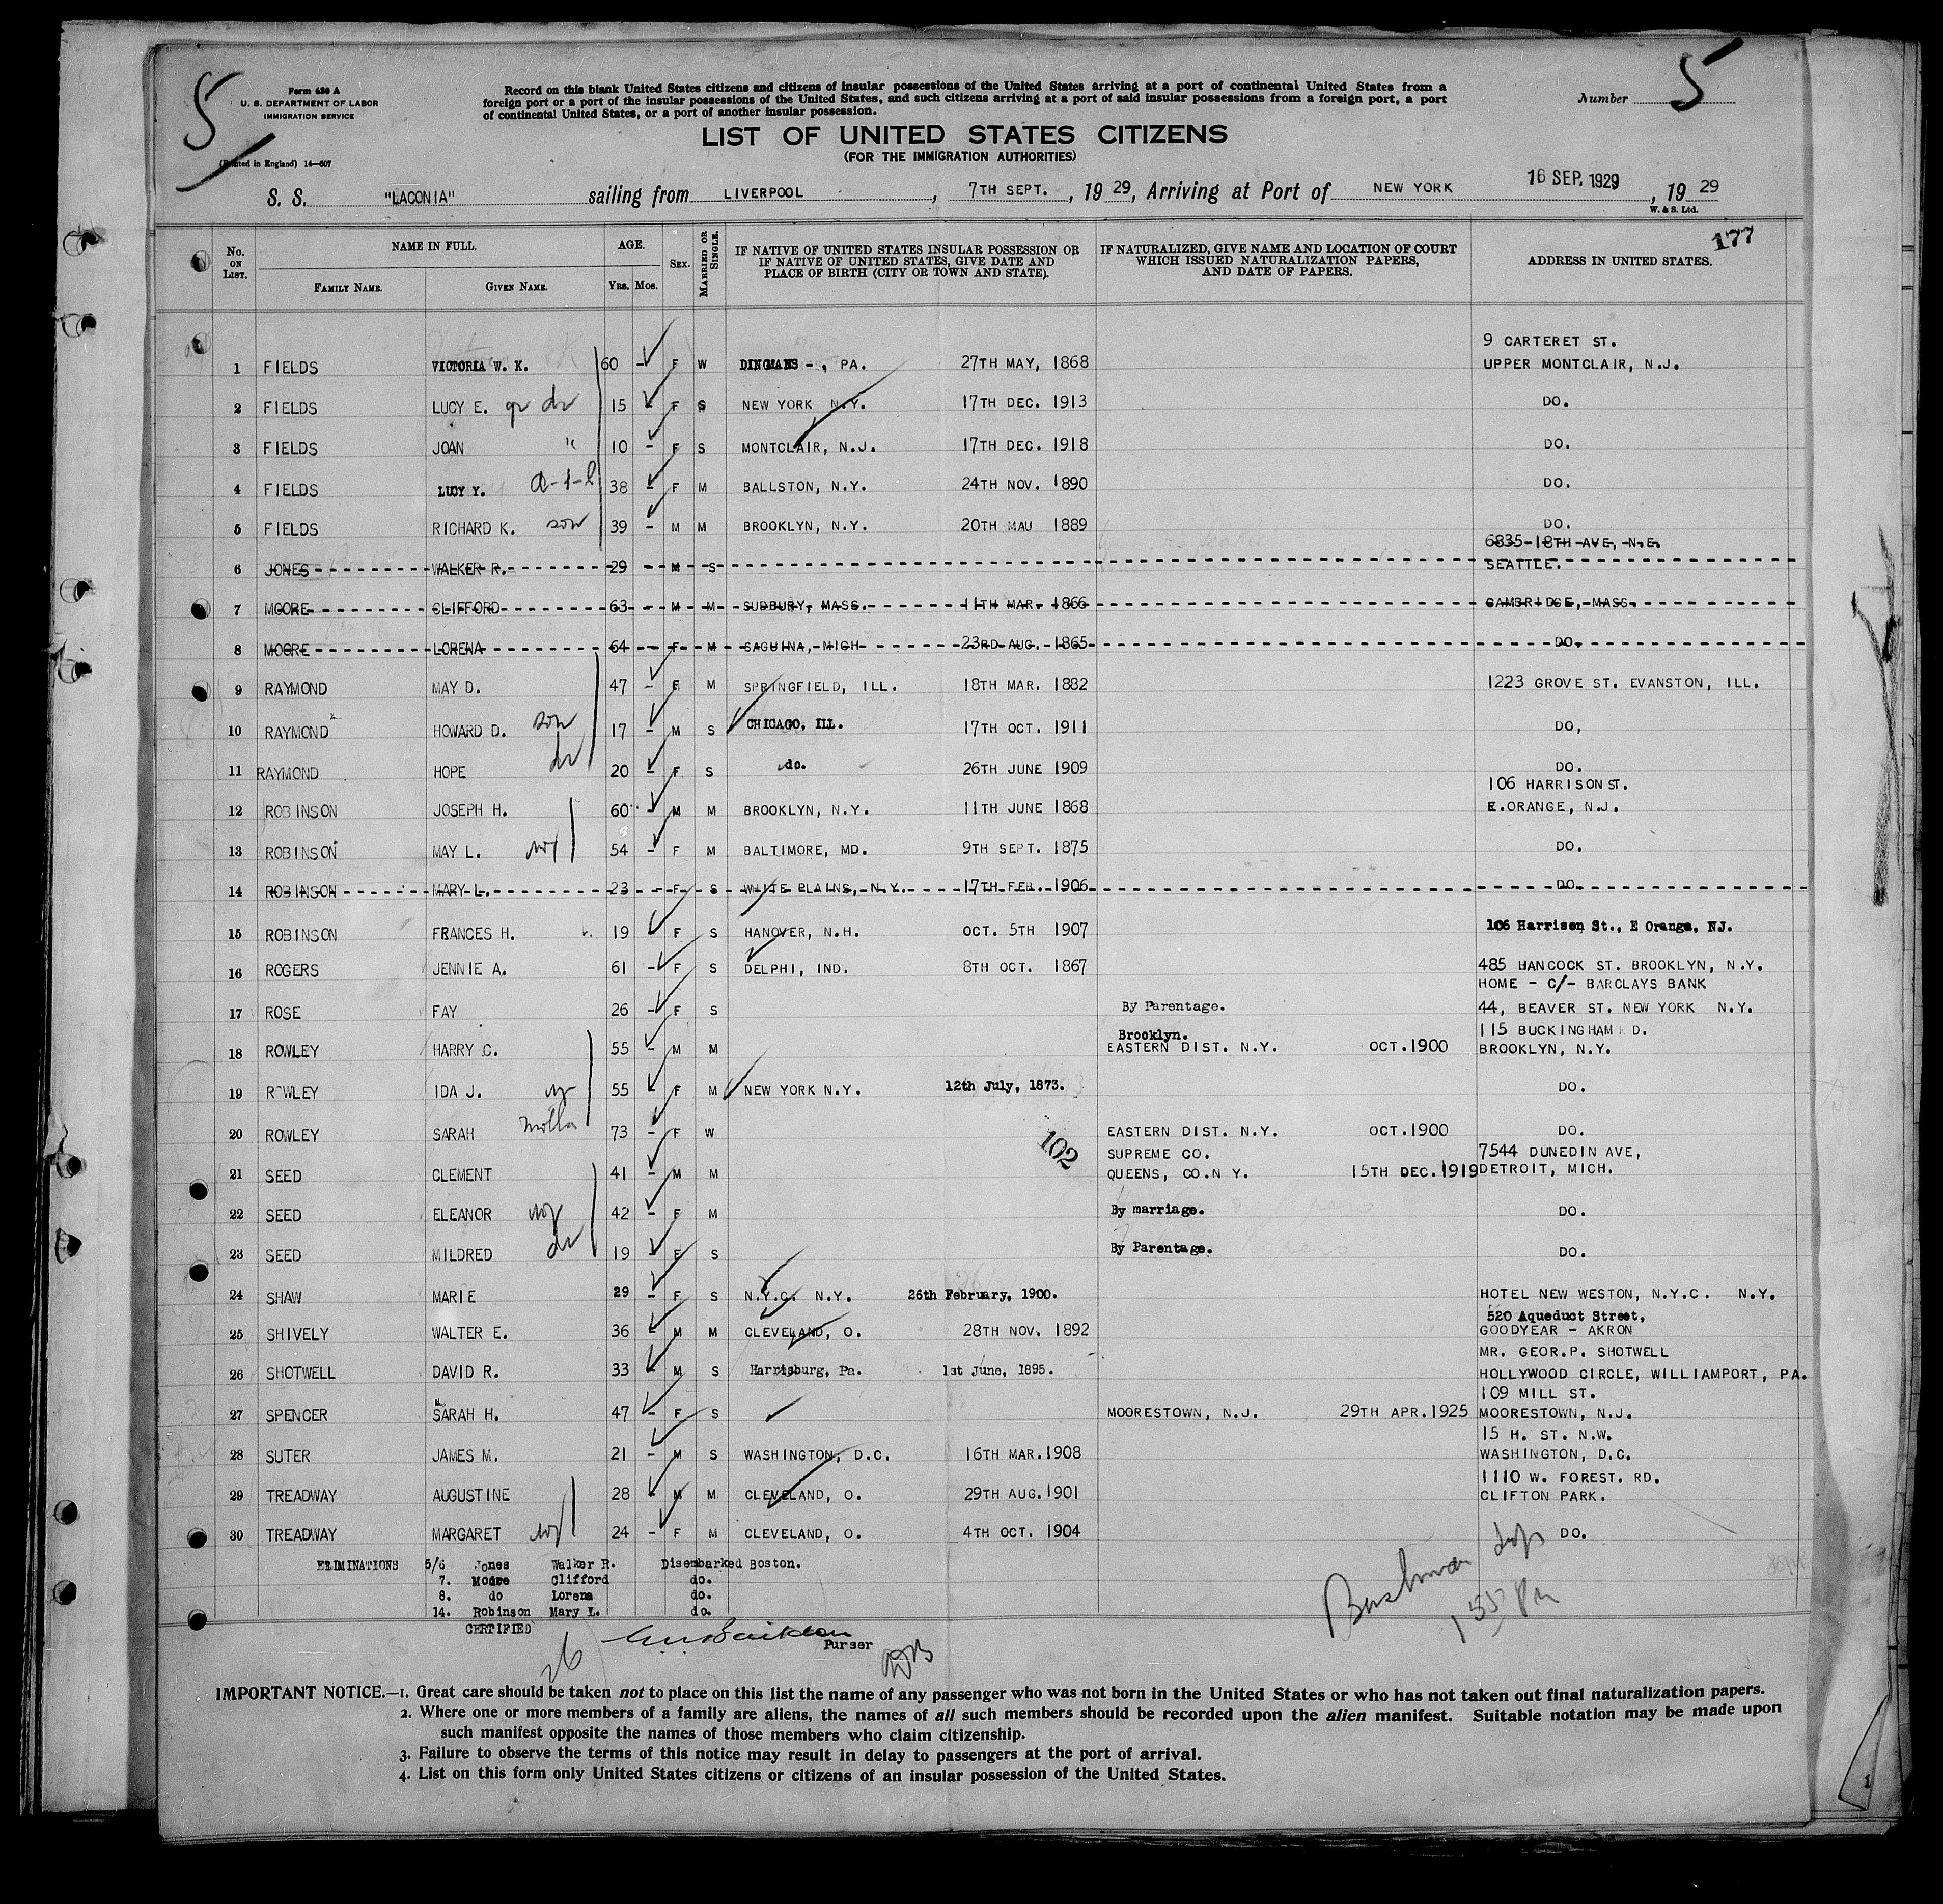 5
5
Form 630 A
U. S. DEPARTMENT OF LABOR
IMMIGRATION SERVICE
(Printed in England) 14—607
Record on this blank United States citizens and citizens of insular possessions of the United States arriving at a port of continental United States from a
foreign port or a port of the insular possessions of the United States, and such citizens arriving at a port of said insular possessions from a foreign port, a port
of continental United States, or a port of another insular possession.
Number
LIST OF UNITED STATES CITIZENS
(FOR THE IMMIGRATION AUTHORITIES)
S. S. "LACONIA" sailing from LIVERPOOL, 7TH SEPT., 19 29, Arriving at Port of NEW YORK 16 SEP. 1929, 19 29
W. & S. Ltd.
177
No. ON LIST. NAME IN FULL. AGE. SEX. MARRIED OR SINGLE. IF NATIVE OF UNITED STATES INSULAR POSSESSION OR IF NATIVE OF UNITED STATES, GIVE DATE AND PLACE OF BIRTH (CITY OR TOWN AND STATE). IF NATURALIZED, GIVE NAME AND LOCATION OF COURT WHICH ISSUED NATURALIZATION PAPERS, AND DATE OF PAPERS. ADDRESS IN UNITED STATES.
FAMILY NAME. GIVEN NAME. YRS. MOS.
9 CARTERET ST.
1 FIELDS VICTORIA W. K. 60 - F W DINGMANS - , PA. 27TH MAY, 1868 UPPER MONTCLAIR, N.J.
2 FIELDS LUCY E. gr dr 15 - F S NEW YORK N.Y. 17TH DEC. 1913 DO.
3 FIELDS JOAN " 10 - F S MONTCLAIR, N.J. 17TH DEC. 1918 DO.
4 FIELDS LUCY Y. d-i-l 38 - F M BALLSTON, N.Y. 24TH NOV. 1890 DO.
5 FIELDS RICHARD K. son 39 - M M BROOKLYN, N.Y. 20TH MAU 1889 DO.
6835-18TH AVE, N.E.
6 JONES WALKER R. 29 - M S SEATTLE.
7 MOORE CLIFFORD 63 - M M SUDBURY, MASS. 11TH MAR. 1866 CAMBRIDGE, MASS.
8 MOORE LORENA 64 - F M SAGUINA, MICH 23RD AUG. 1865 DO.
9 RAYMOND MAY D. 47 - F M SPRINGFIELD, ILL. 18TH MAR. 1882 1223 GROVE ST. EVANSTON, ILL.
10 RAYMOND HOWARD D. son 17 - M S CHICAGO, ILL. 17TH OCT. 1911 DO,
11 RAYMOND HOPE dr 20 - F S do. 26TH JUNE 1909 DO.
106 HARRISON ST.
12 ROBINSON JOSEPH H. 60 - M M BROOKLYN, N.Y. 11TH JUNE 1868 E.ORANGE, N.J.
13 ROBINSON MAY L. wf 54 - F M BALTIMORE, MD. 9TH SEPT. 1875 DO.
14 ROBINSON MARY L. 23 - F S WHITE PLAINS, N.Y. 17TH FEB. 1906 DO
15 ROBINSON FRANCES H. 19 - F S HANOVER, N.H. OCT. 5TH 1907 106 Harrison St., E Orange, NJ.
16 ROGERS JENNIE A. 61 - F S DELPHI, IND. 8TH OCT. 1867 485 HANCOCK ST. BROOKLYN, N.Y.
HOME - C/- BARCLAYS BANK
17 ROSE FAY 26 - F S By Parentage. 44, BEAVER ST. NEW YORK N.Y.
Brooklyn. 115 BUCKINGHAM RD.
18 ROWLEY HARRY C. 55 - M M EASTERN DIST. N.Y. OCT.1900 BROOKLYN, N.Y.
19 ROWLEY IDA J. wf 55 - F M NEW YORK N.Y. 12th July, 1873. DO.
20 ROWLEY SARAH mother 73 - F W EASTERN DIST. N.Y. OCT.1900 DO.
102
SUPREME CO. 7544 DUNEDIN AVE,
21 SEED CLEMENT 41 - M M QUEENS, CO.N Y. 15TH DEC.1919 DETROIT, MICH.
22 SEED ELEANOR wf 42 - F M By marriage. DO.
23 SEED MILDRED dr 19 - F S By Parentage. DO.
24 SHAW MARIE 29 - F S N.Y.C. N.Y. 26th February, 1900. HOTEL NEW WESTON, N.Y.C. N.Y.
520 Aqueduct Street,
25 SHIVELY WALTER E. 36 - M M CLEVELAND, O. 28TH NOV, 1892 GOODYEAR - AKRON
MR. GEOR.P. SHOTWELL
26 SHOTWELL DAVID R. 33 - M S Harrisburg, Pa. 1st June, 1895. HOLLYWOOD CIRCLE, WILLIAMPORT, PA.
109 MILL ST.
27 SPENCER SARAH H. 47 - F S MOORESTOWN, N.J. 29TH APR.1925 MOORESTOWN, N.J.
15 H. ST. N.W.
28 SUTER JAMES M. 21 - M S WASHINGTON, D.C. 16TH MAR.1908 WASHINGTON, D.C.
1110 W. FOREST. RD.
29 TREADWAY AUGUSTINE 28 - M M CLEVELAND, O. 29TH AUG.1901 CLIFTON PARK.
30 TREADWAY MARGARET wf 24 - F M CLEVELAND, O. 4TH OCT. 1904 DO.
ELIMINATIONS 5/6 Jones Walker R. Disembarked Boston.
7. Moore Clifford do.
8. do Lorena do.
14. Robinson Mary L. do.
CERTIFIED
Purser
26
IMPORTANT NOTICE.—1. Great care should be taken not to place on this list the name of any passenger who was not born in the United States or who has not taken out final naturalization papers.
2. Where one or more members of a family are aliens, the names of all such members should be recorded upon the alien manifest. Suitable notation may be made upon
such manifest opposite the names of those members who claim citizenship.
3. Failure to observe the terms of this notice may result in delay to passengers at the port of arrival.
4. List on this form only United States citizens or citizens of an insular possession of the United States.